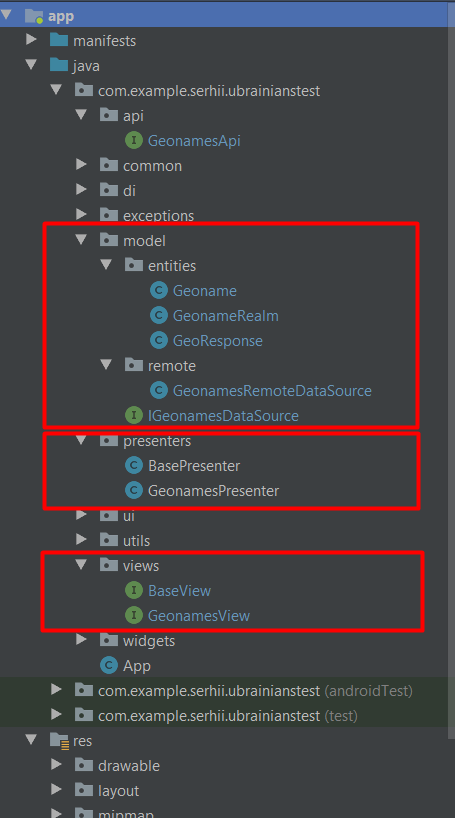 app
manifests
java
com.example.serhii.ubrainianstest
api
I GeonamesApi
common
di
exceptions
model
entities
C Geoname
C GeonameRealm
C GeoResponse
remote
C GeonamesRemoteDataSource
I IGeonamesDataSource
presenters
C BasePresenter
C GeonamesPresenter
ui
utils
views
I BaseView
I GeonamesView
widgets
C App
com.example.serhii.ubrainianstest (androidTest)
com.example.serhii.ubrainianstest (test)
res
drawable
layout
mipmap